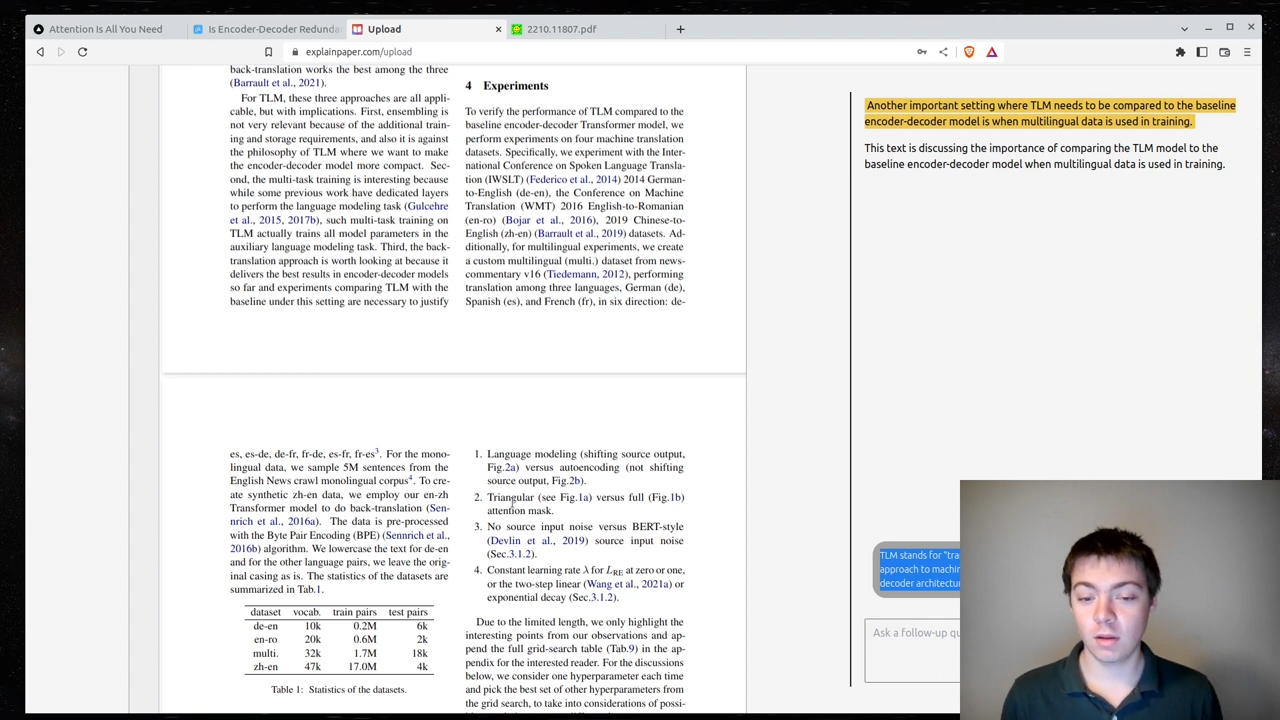 Attention Is All You Need
Is Encoder-Decoder Redunda
Upload
2210.11807.pdf
explainpaper.com/upload
back-translation works the best among the three
(Barrault et al., 2021).
For TLM, these three approaches are all appli-
cable, but with implications. First, ensembling is
not very relevant because of the additional train-
ing and storage requirements, and also it is against
the philosophy of TLM where we want to make
the encoder-decoder model more compact. Sec-
ond, the multi-task training is interesting because
while some previous work have dedicated layers
to perform the language modeling task (Gulcehre
et al., 2015, 2017b), such multi-task training on
TLM actually trains all model parameters in the
auxiliary language modeling task. Third, the back-
translation approach is worth looking at because it
delivers the best results in encoder-decoder models
so far and experiments comparing TLM with the
baseline under this setting are necessary to justify
4 Experiments
To verify the performance of TLM compared to the
baseline encoder-decoder Transformer model, we
perform experiments on four machine translation
datasets. Specifically, we experiment with the Inter-
national Conference on Spoken Language Transla-
tion (IWSLT) (Federico et al., 2014) 2014 German-
to-English (de-en), the Conference on Machine
Translation (WMT) 2016 English-to-Romanian
(en-ro) (Bojar et al., 2016), 2019 Chinese-to-
English (zh-en) (Barrault et al., 2019) datasets. Ad-
ditionally, for multilingual experiments, we create
a custom multilingual (multi.) dataset from news-
commentary v16 (Tiedemann, 2012), performing
translation among three languages, German (de),
Spanish (es), and French (fr), in six direction: de-
es, es-de, de-fr, fr-de, es-fr, fr-es3. For the mono-
lingual data, we sample 5M sentences from the
English News crawl monolingual corpus4. To cre-
ate synthetic zh-en data, we employ our en-zh
Transformer model to do back-translation (Sen-
nrich et al., 2016a). The data is pre-processed
with the Byte Pair Encoding (BPE) (Sennrich et al.,
2016b) algorithm. We lowercase the text for de-en
and for the other language pairs, we leave the orig-
inal casing as is. The statistics of the datasets are
summarized in Tab.1.
dataset vocab. train pairs test pairs
de-en 10k 0.2M 6k
en-ro 20k 0.6M 2k
multi. 32k 1.7M 18k
zh-en 47k 17.0M 4k
Table 1: Statistics of the datasets.
1. Language modeling (shifting source output,
Fig.2a) versus autoencoding (not shifting
source output, Fig.2b).
2. Triangular (see Fig.1a) versus full (Fig.1b)
attention mask.
3. No source input noise versus BERT-style
(Devlin et al., 2019) source input noise
(Sec.3.1.2).
4. Constant learning rate λ for LRE at zero or one,
or the two-step linear (Wang et al., 2021a) or
exponential decay (Sec.3.1.2).
Due to the limited length, we only highlight the
interesting points from our observations and ap-
pend the full grid-search table (Tab.9) in the ap-
pendix for the interested reader. For the discussions
below, we consider one hyperparameter each time
and pick the best set of other hyperparameters from
the grid search, to take into considerations of possi-
Another important setting where TLM needs to be compared to the baseline
encoder-decoder model is when multilingual data is used in training.
This text is discussing the importance of comparing the TLM model to the
baseline encoder-decoder model when multilingual data is used in training.
TLM stands for "tra
approach to machin
decoder architectur
Ask a follow-up qu